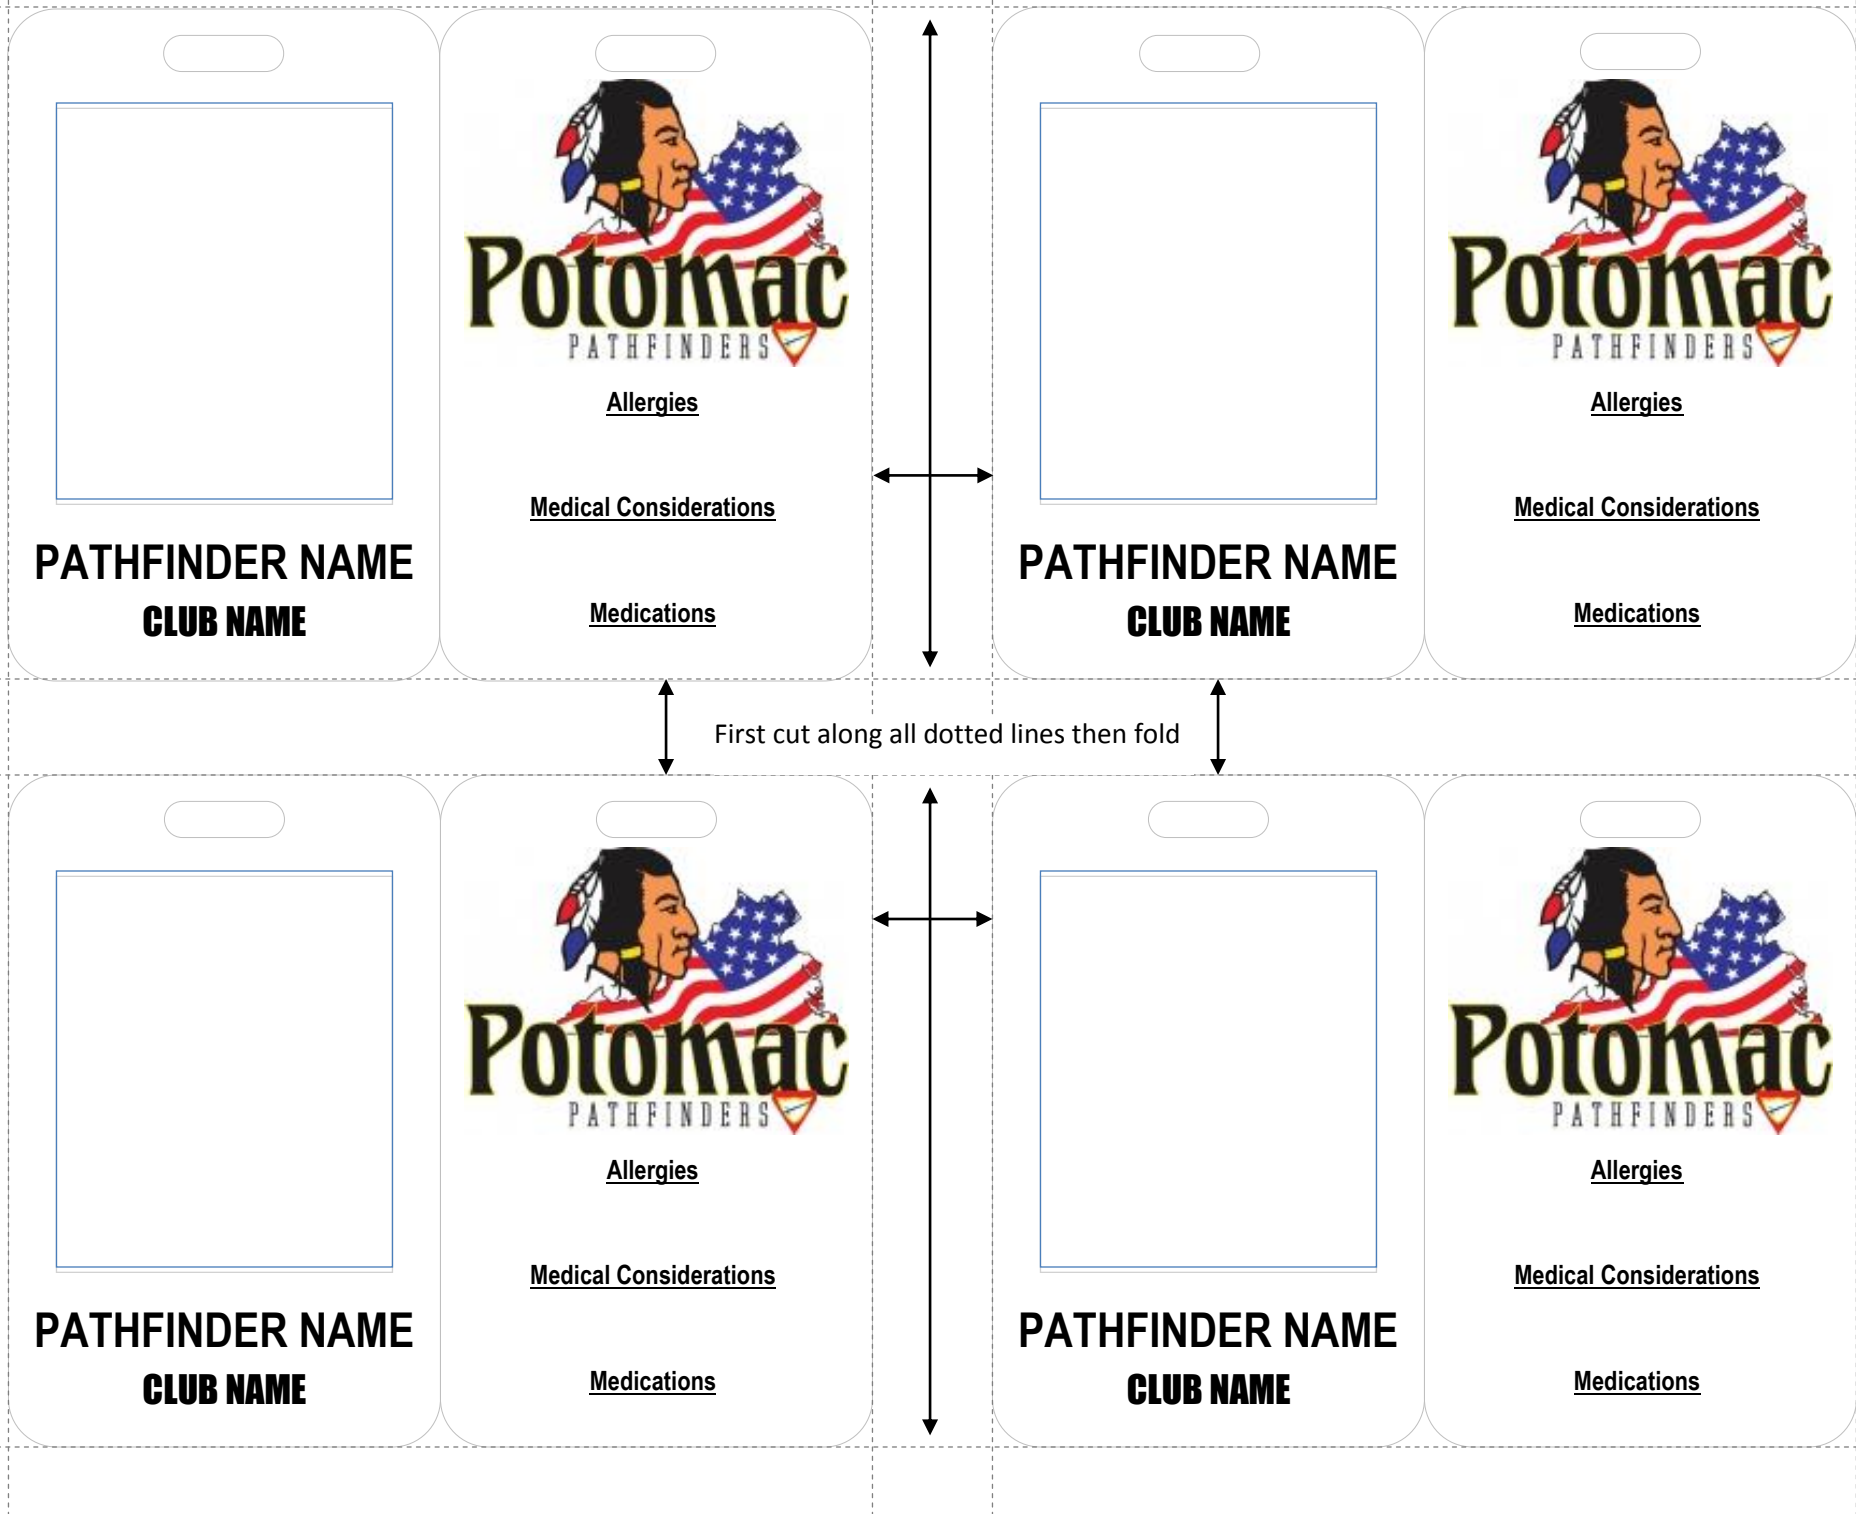 Potomac
PATHFINDERS
Allergies
Medical Considerations
PATHFINDER NAME
CLUB NAME
Medications
Potomac
PATHFINDERS
Allergies
Medical Considerations
PATHFINDER NAME
CLUB NAME
Medications
First cut along all dotted lines then fold
Potomac
PATHFINDERS
Allergies
Medical Considerations
PATHFINDER NAME
CLUB NAME
Medications
Potomac
PATHFINDERS
Allergies
Medical Considerations
PATHFINDER NAME
CLUB NAME
Medications